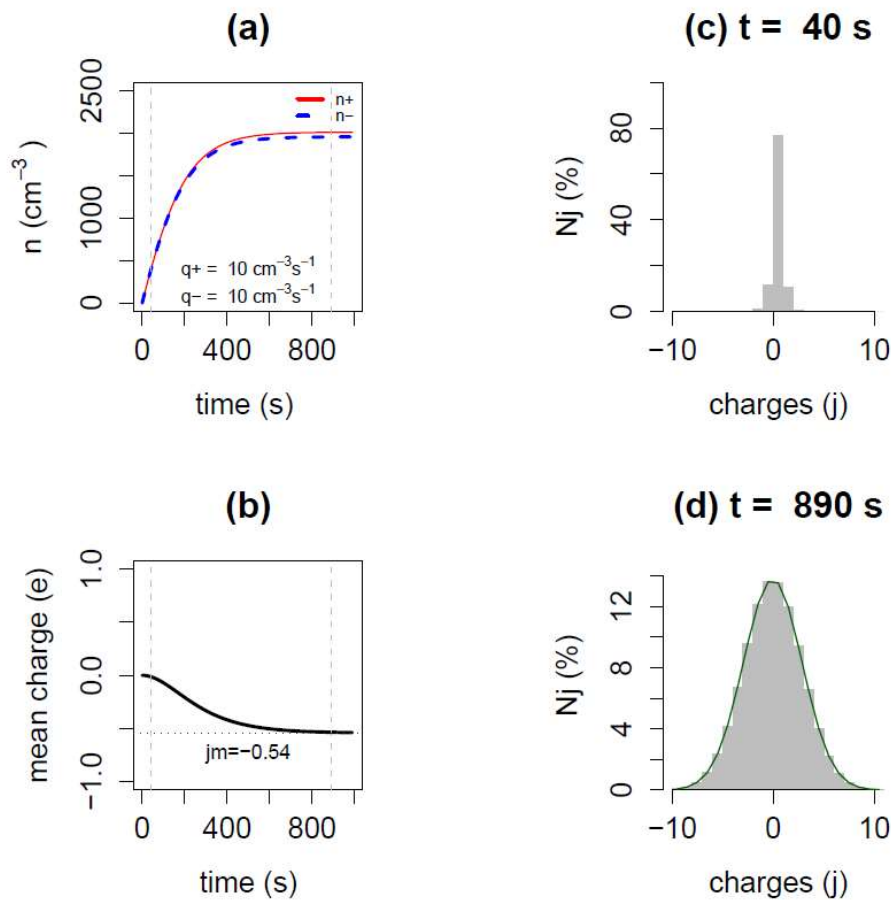 (a)
2500
1000
0
n (cm⁻³)
n+
n−
q+ = 10 cm⁻³s⁻¹
q− = 10 cm⁻³s⁻¹
0 400 800
time (s)
(c) t = 40 s
80
40
0
Nj (%)
−10 0 10
charges (j)
(b)
1.0
0.0
−1.0
mean charge (e)
jm=−0.54
0 400 800
time (s)
(d) t = 890 s
12
8
4
0
Nj (%)
−10 0 10
charges (j)